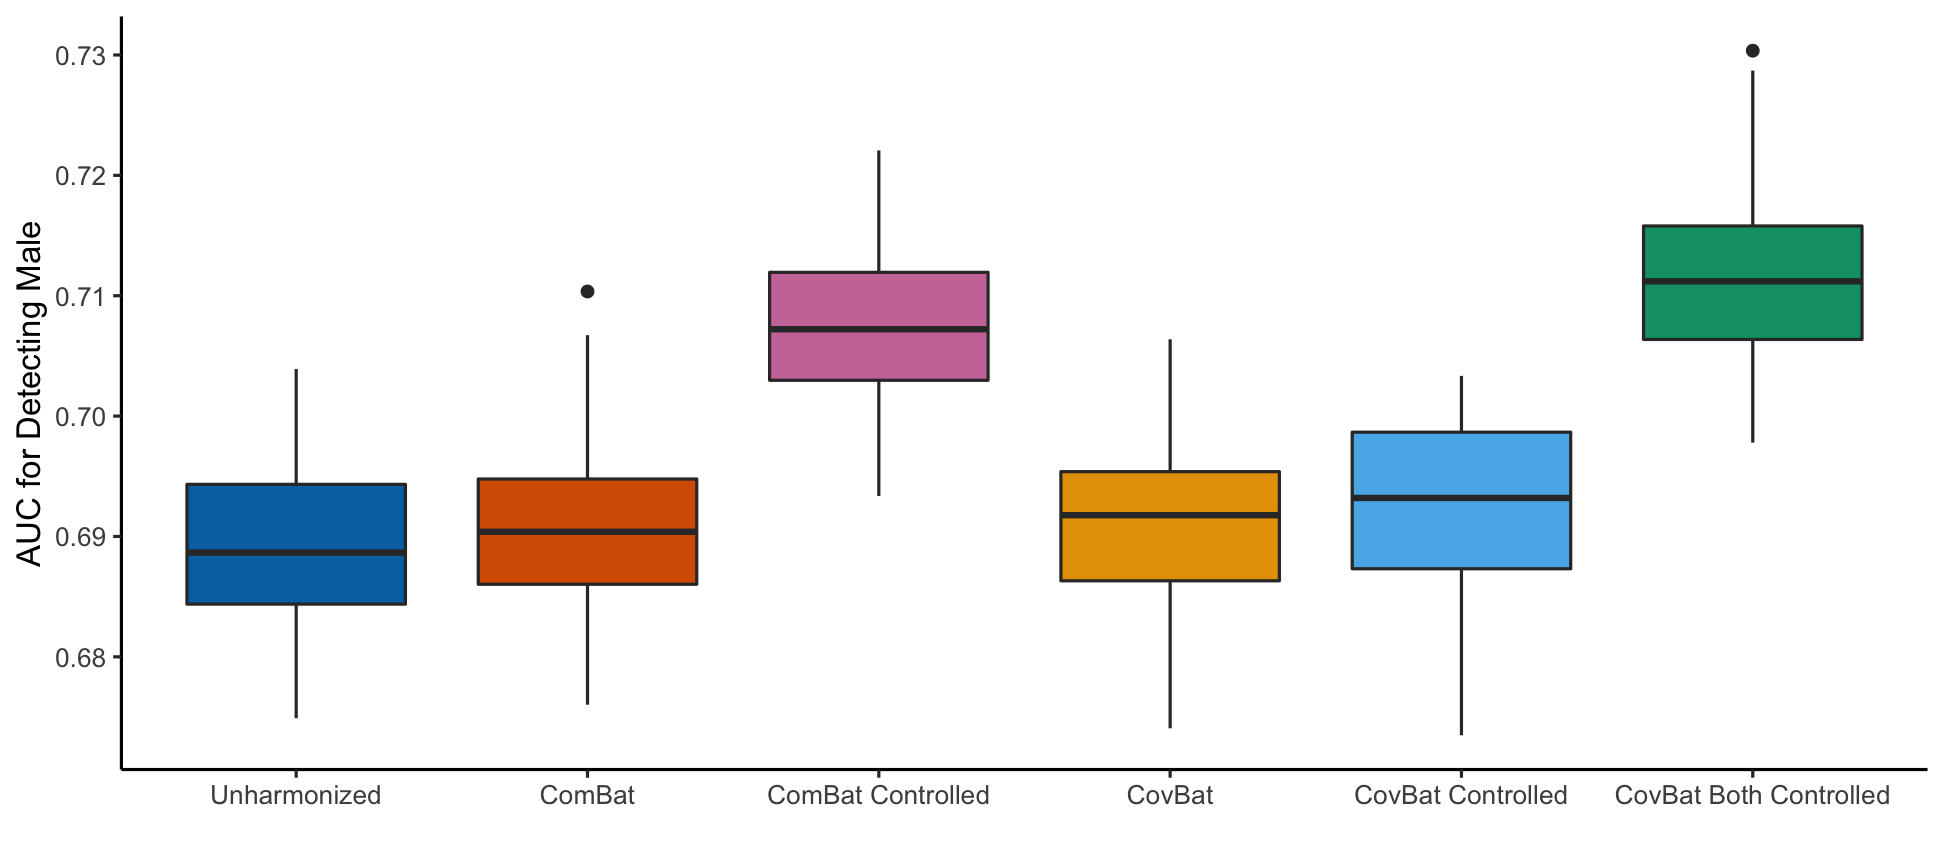 AUC for Detecting Male
0.73
0.72
0.71
0.70
0.69
0.68
Unharmonized
ComBat
ComBat Controlled
CovBat
CovBat Controlled
CovBat Both Controlled